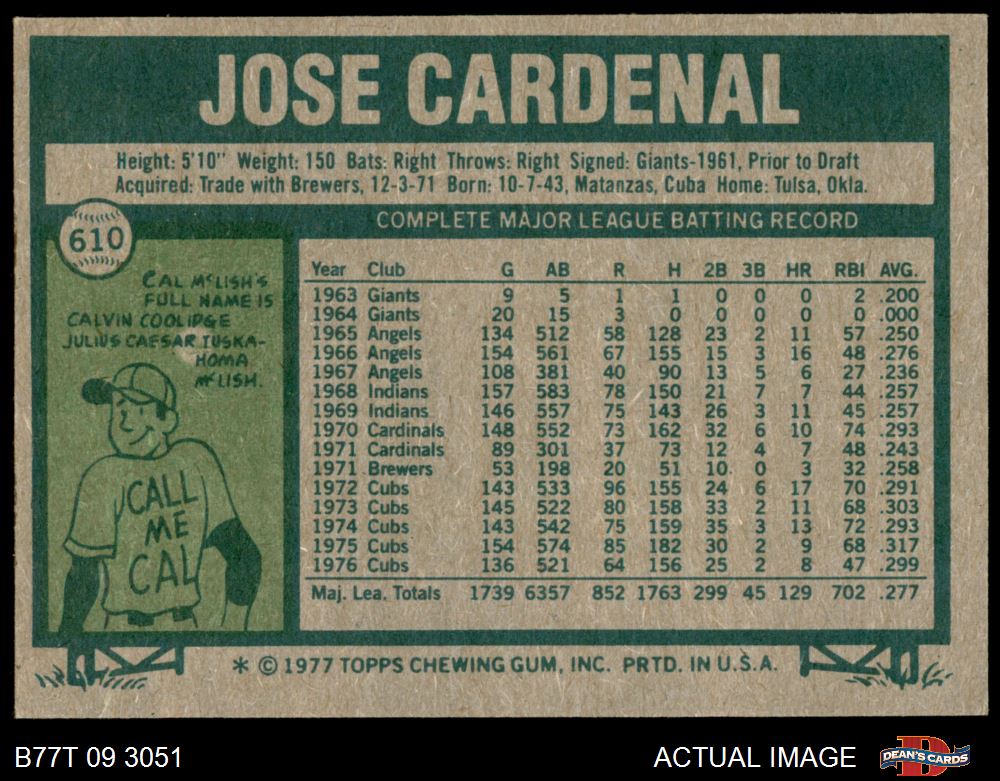 JOSE CARDENAL
Height: 5'10" Weight: 150 Bats: Right Throws: Right Signed: Giants-1961, Prior to Draft
Acquired: Trade with Brewers, 12-3-71 Born: 10-7-43, Matanzas, Cuba Home: Tulsa, Okla.
610
CAL McLISH'S
FULL NAME IS
CALVIN COOLIDGE
JULIUS CAESAR TUSKA-
HOMA
McLISH.
CALL
ME
CAL
COMPLETE MAJOR LEAGUE BATTING RECORD
Year Club G AB R H 2B 3B HR RBI AVG.
1963 Giants 9 5 1 1 0 0 0 2 .200
1964 Giants 20 15 3 0 0 0 0 0 .000
1965 Angels 134 512 58 128 23 2 11 57 .250
1966 Angels 154 561 67 155 15 3 16 48 .276
1967 Angels 108 381 40 90 13 5 6 27 .236
1968 Indians 157 583 78 150 21 7 7 44 .257
1969 Indians 146 557 75 143 26 3 11 45 .257
1970 Cardinals 148 552 73 162 32 6 10 74 .293
1971 Cardinals 89 301 37 73 12 4 7 48 .243
1971 Brewers 53 198 20 51 10 0 3 32 .258
1972 Cubs 143 533 96 155 24 6 17 70 .291
1973 Cubs 145 522 80 158 33 2 11 68 .303
1974 Cubs 143 542 75 159 35 3 13 72 .293
1975 Cubs 154 574 85 182 30 2 9 68 .317
1976 Cubs 136 521 64 156 25 2 8 47 .299
Maj. Lea. Totals 1739 6357 852 1763 299 45 129 702 .277
* © 1977 TOPPS CHEWING GUM, INC. PRTD. IN U.S.A.
B77T 09 3051 ACTUAL IMAGE DEAN'S CARDS